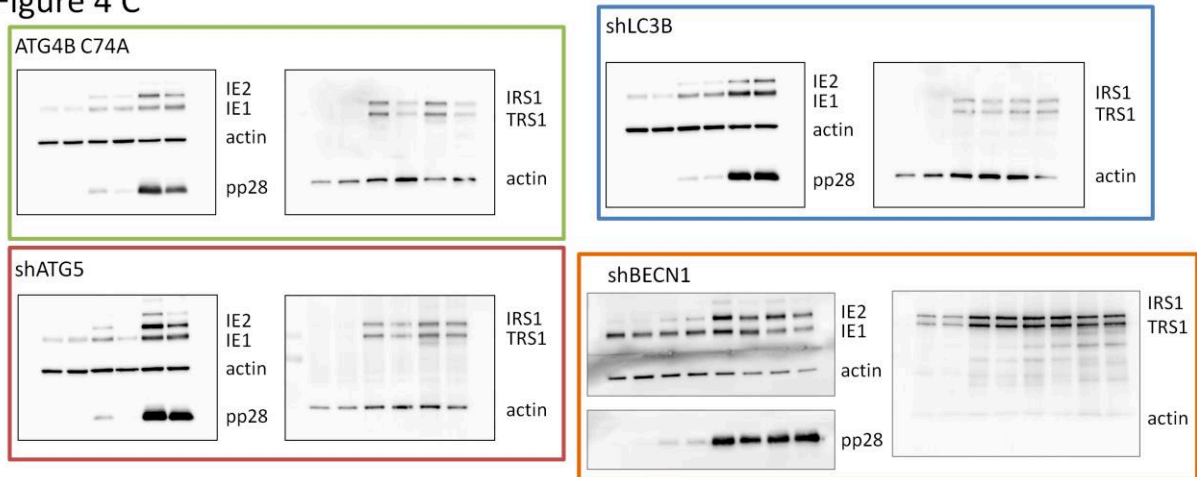 Figure 4 C
ATG4B C74A
IE2
IE1
actin
pp28
IRS1
TRS1
actin
shLC3B
IE2
IE1
actin
pp28
IRS1
TRS1
actin
shATG5
IE2
IE1
actin
pp28
IRS1
TRS1
actin
shBECN1
IE2
IE1
actin
pp28
IRS1
TRS1
actin